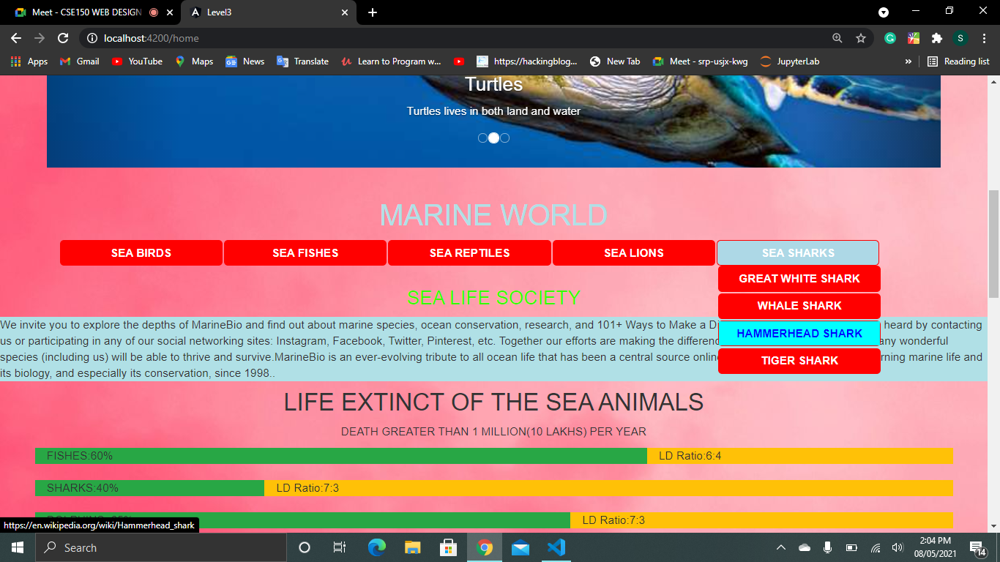 Meet - CSE150 WEB DESIGN
Level3
localhost:4200/home
S
Apps
Gmail
YouTube
Maps
News
Translate
Learn to Program w...
https://hackingblog...
New Tab
Meet - srp-usjx-kwg
JupyterLab
»
Reading list
Turtles
Turtles lives in both land and water
MARINE WORLD
SEA BIRDS SEA FISHES SEA REPTILES SEA LIONS SEA SHARKS
GREAT WHITE SHARK
WHALE SHARK
HAMMERHEAD SHARK
TIGER SHARK
SEA LIFE SOCIETY
We invite you to explore the depths of MarineBio and find out about marine species, ocean conservation, research, and 101+ Ways to Make a heard by contacting
us or participating in any of our social networking sites: Instagram, Facebook, Twitter, Pinterest, etc. Together our efforts are making the wonderful
species (including us) will be able to thrive and survive.MarineBio is an ever-evolving tribute to all ocean life that has been a central source marine life and
its biology, and especially its conservation, since 1998..
LIFE EXTINCT OF THE SEA ANIMALS
DEATH GREATER THAN 1 MILLION(10 LAKHS) PER YEAR
FISHES:60% LD Ratio:6:4
SHARKS:40% LD Ratio:7:3
LD Ratio:7:3
https://en.wikipedia.org/wiki/Hammerhead_shark
Search
2:04 PM
08/05/2021
14